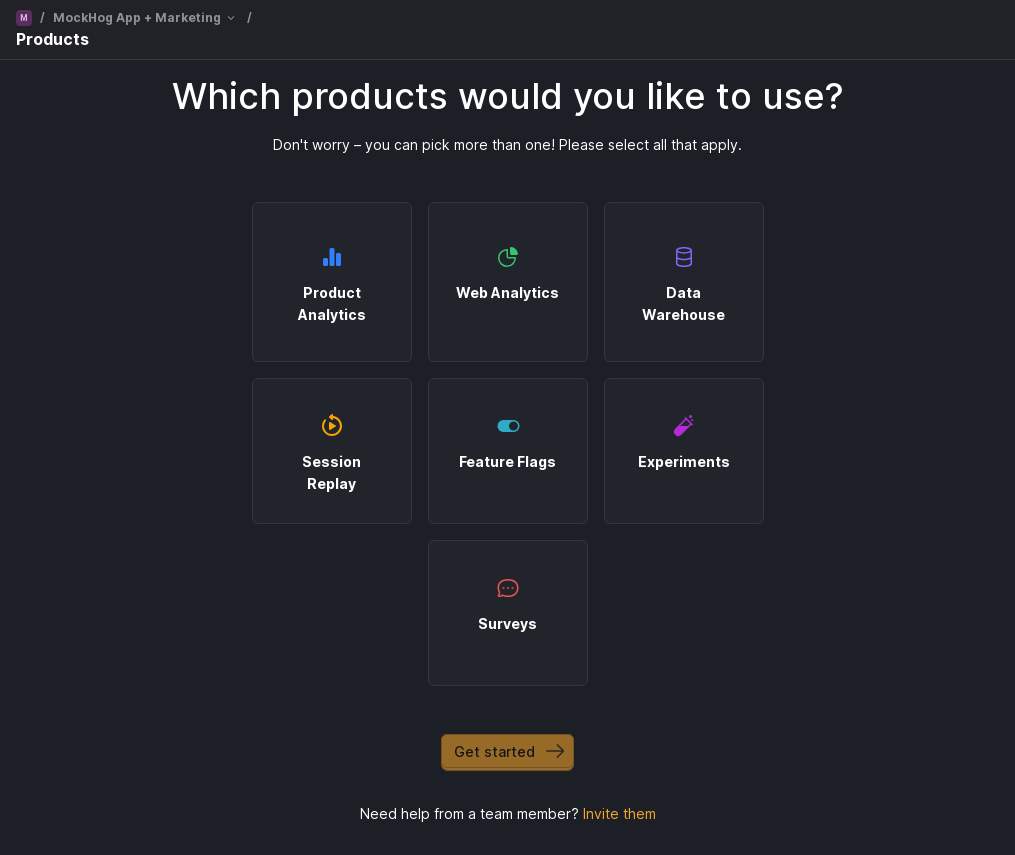 M / MockHog App + Marketing /
Products
Which products would you like to use?
Don't worry – you can pick more than one! Please select all that apply.
Product
Analytics
Web Analytics
Data
Warehouse
Session
Replay
Feature Flags
Experiments
Surveys
Get started
Need help from a team member? Invite them